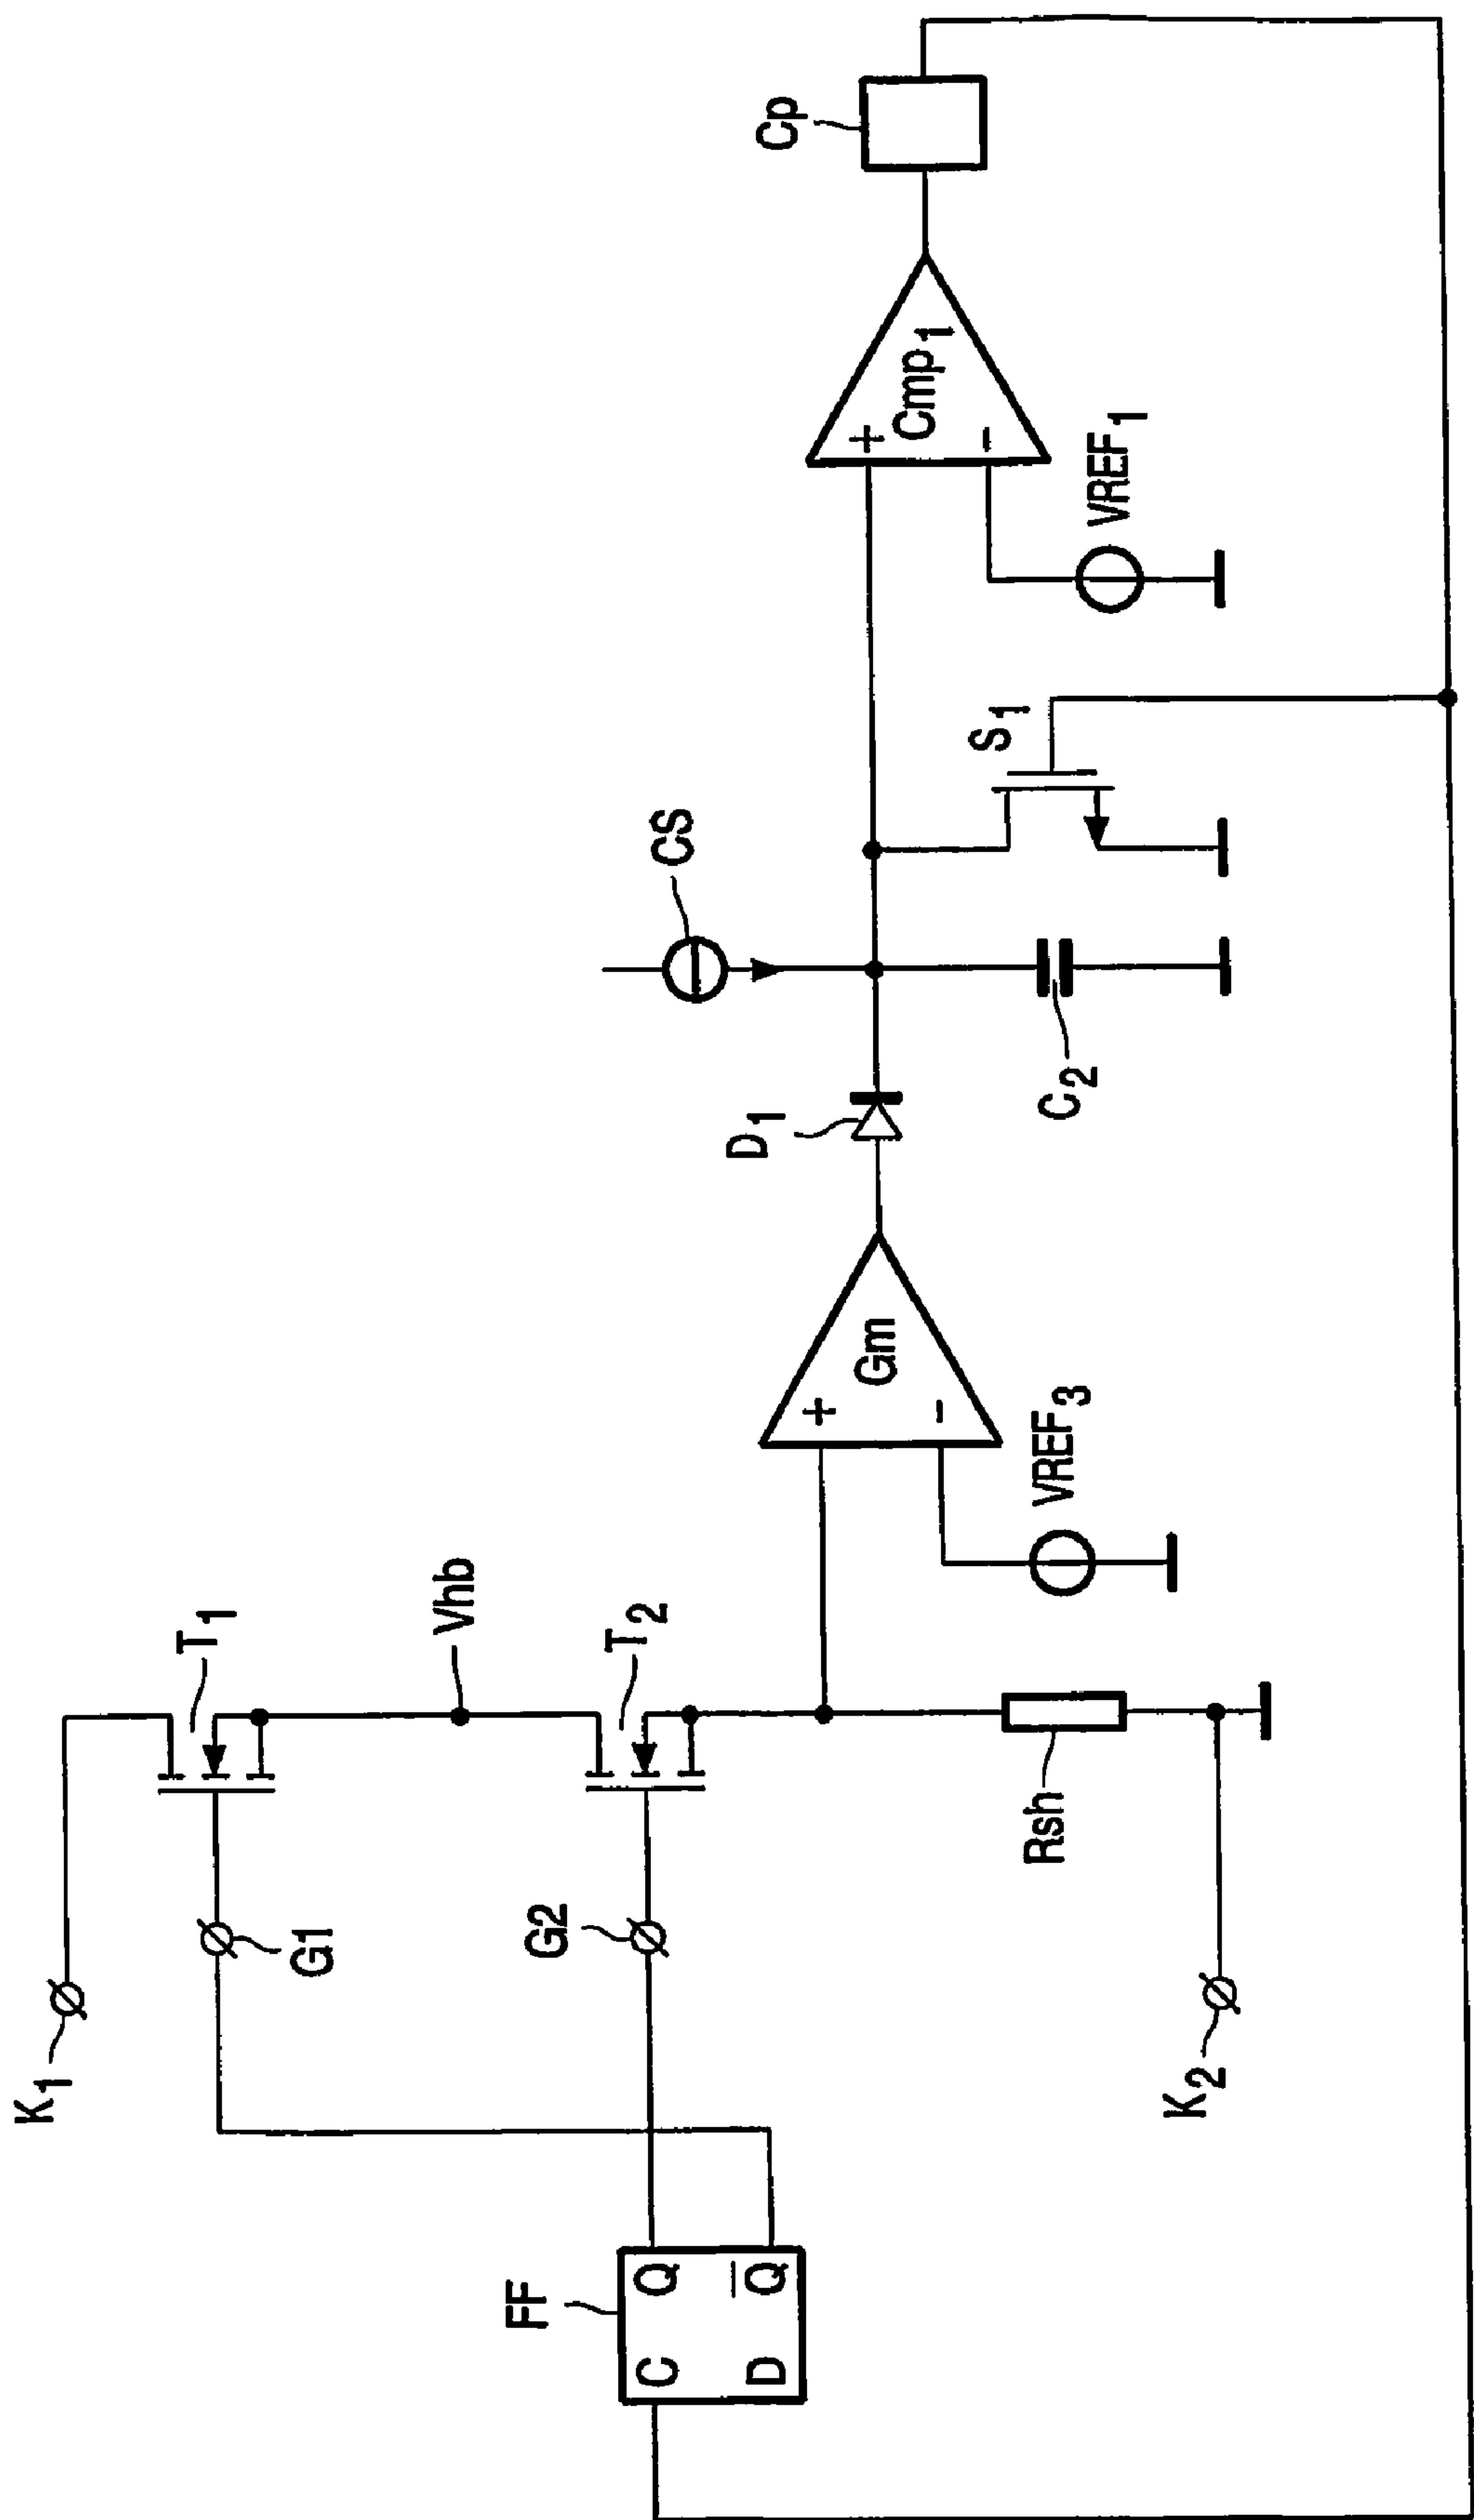 K1
T1
G1
Vhb
T2
G2
FF
C Q
D Q̅
Rsh
K2
+
Gm
-
VREF3
D1
CS
C2
S1
+
Cmp1
-
VREF1
Cp